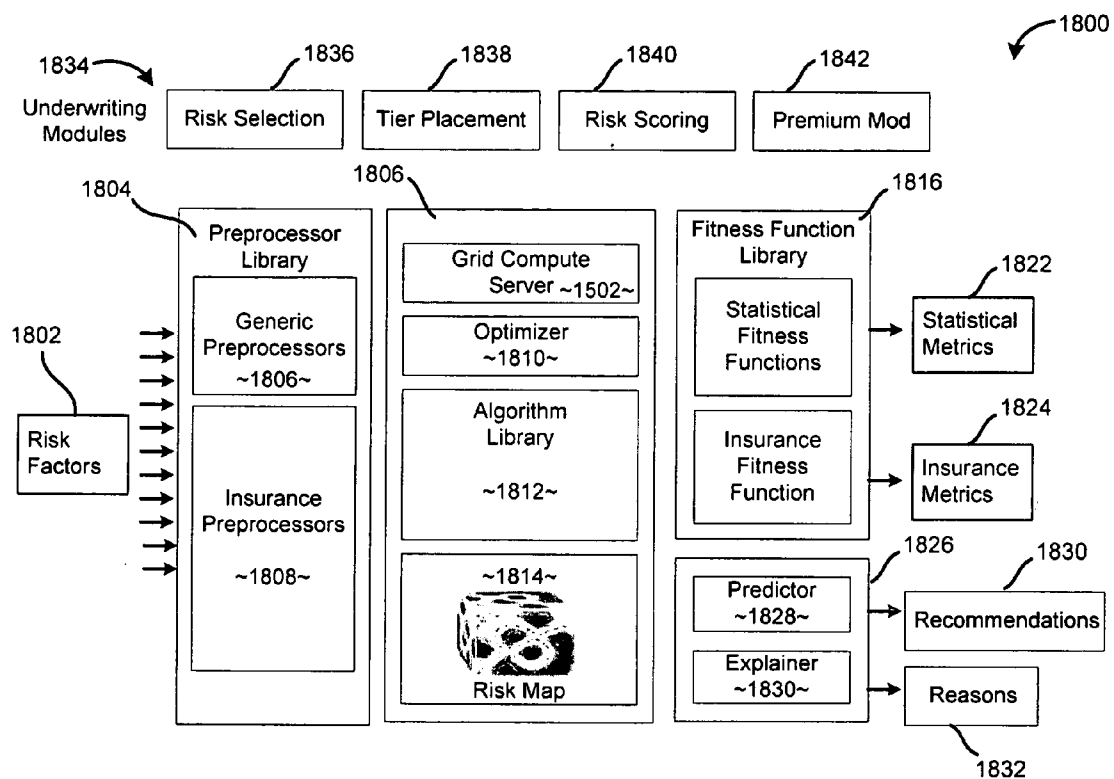 1800
1834
1836
1838
1840
1842
Underwriting
Modules
Risk Selection
Tier Placement
Risk Scoring
Premium Mod
1804
1806
1816
Preprocessor
Library
Generic
Preprocessors
~1806~
Insurance
Preprocessors
~1808~
1802
Risk
Factors
Grid Compute
Server ~1502~
Optimizer
~1810~
Algorithm
Library
~1812~
~1814~
Risk Map
Fitness Function
Library
Statistical
Fitness
Functions
Insurance
Fitness
Function
1822
Statistical
Metrics
1824
Insurance
Metrics
1826
Predictor
~1828~
Explainer
~1830~
1830
Recommendations
Reasons
1832